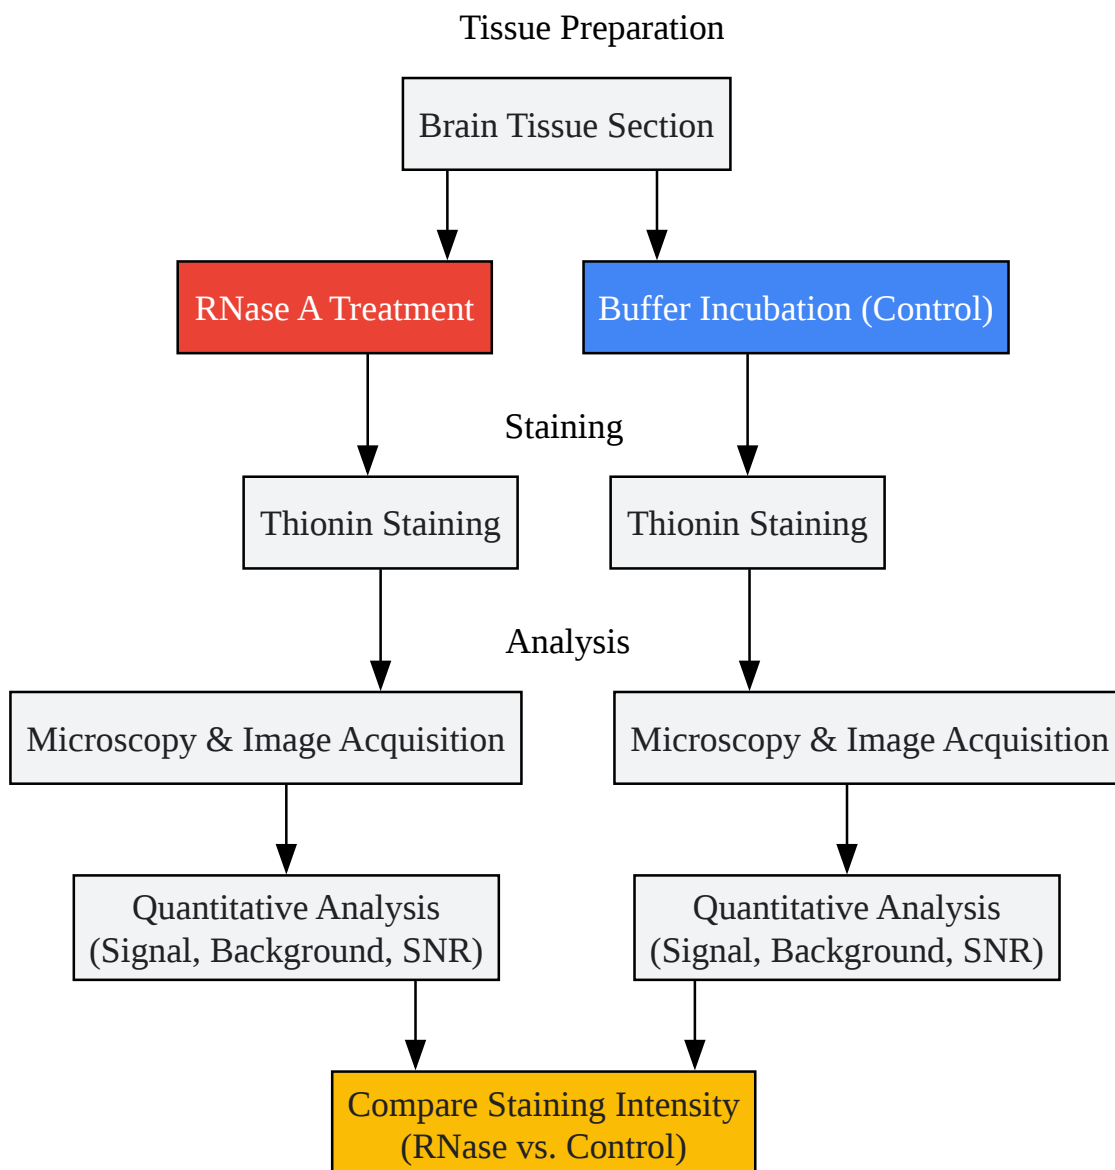 Tissue Preparation
Brain Tissue Section
RNase A Treatment
Buffer Incubation (Control)
Staining
Thionin Staining
Thionin Staining
Analysis
Microscopy & Image Acquisition
Microscopy & Image Acquisition
Quantitative Analysis
(Signal, Background, SNR)
Quantitative Analysis
(Signal, Background, SNR)
Compare Staining Intensity
(RNase vs. Control)